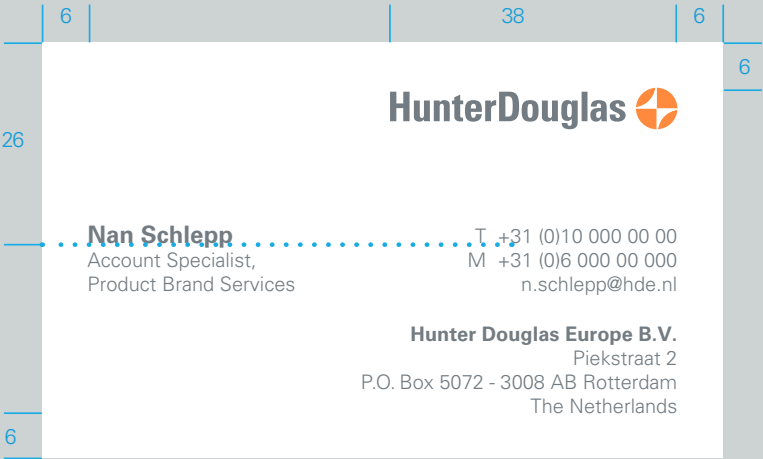 6 38 6
6
HunterDouglas
26
Nan Schlepp
Account Specialist,
Product Brand Services
T +31 (0)10 000 00 00
M +31 (0)6 000 00 000
n.schlepp@hde.nl
Hunter Douglas Europe B.V.
Piekstraat 2
P.O. Box 5072 - 3008 AB Rotterdam
The Netherlands
6